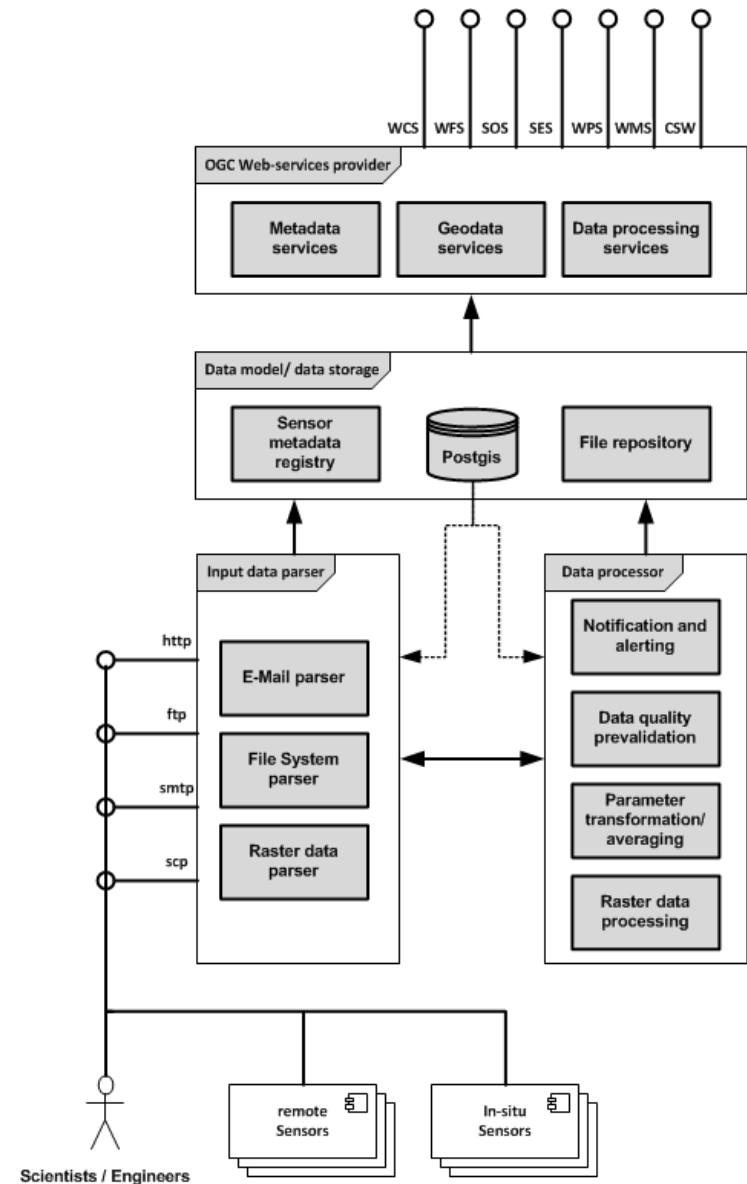 WCS WFS SOS SES WPS WMS CSW
OGC Web-services provider
Metadata
services
Geodata
services
Data processing
services
Data model/ data storage
Sensor
metadata
registry
Postgis
File repository
Input data parser
http
ftp
smtp
scp
E-Mail parser
File System
parser
Raster data
parser
Data processor
Notification and
alerting
Data quality
prevalidation
Parameter
transformation/
averaging
Raster data
processing
Scientists / Engineers
remote
Sensors
In-situ
Sensors